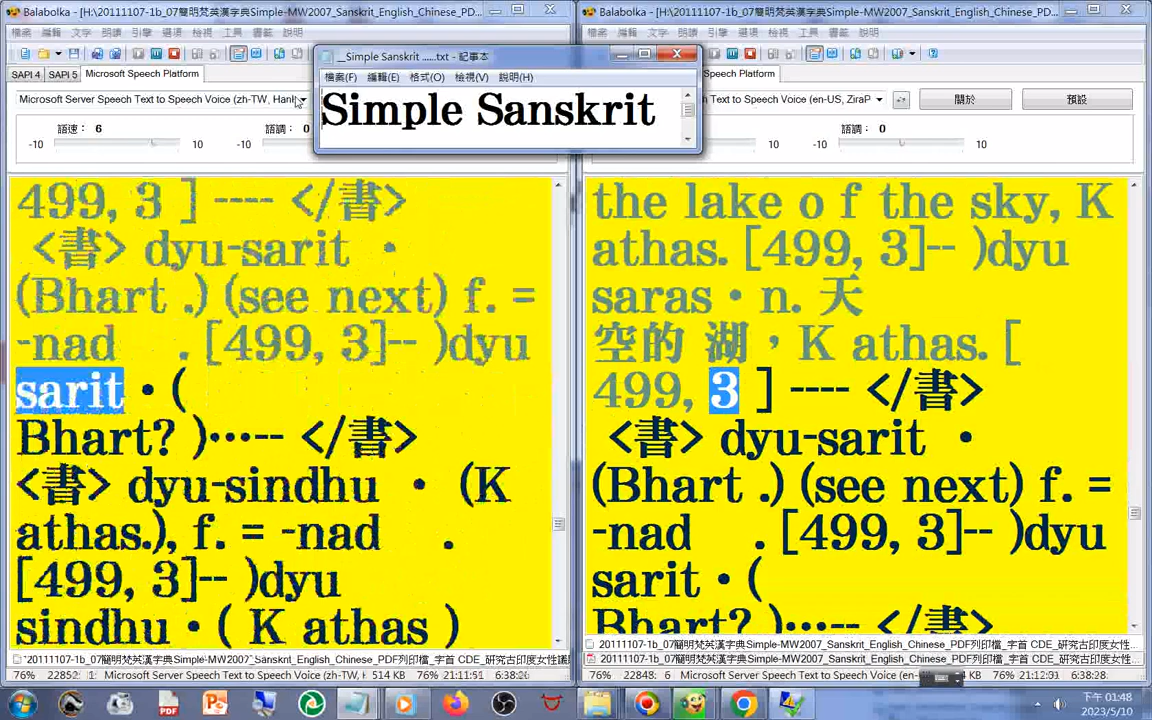 Balabolka - [H:\20111107-1b_07簡明梵英漢字典Simple-MW2007_Sanskrit_English_Chinese_PD...
檔案 編輯 文字 朗讀 引擎 選項 檢視 工具 書籤 說明
SAPI 4 SAPI 5 Microsoft Speech Platform
Microsoft Server Speech Text to Speech Voice (zh-TW, Hanl
語速： 6 語調： 0
-10 10 -10
499, 3 ] ---- </書>
<書> dyu-sarit •
(Bhart .) (see next) f. =
-nad . [499, 3]-- )dyu
sarit • (
Bhart? )…-- </書>
<書> dyu-sindhu • (K
athas.), f. = -nad .
[499, 3]-- )dyu
sindhu • ( K athas )
*20111107-1b_07簡明梵英漢字典Simple-MW2007_Sanskrit_English_Chinese_PDF列印檔_字首 CDE_研究古印度女性議
76% 22852: 1 Microsoft Server Speech Text to Speech Voice (zh-TW, H 514 KB 76% 21:11:51 6:38:26
__Simple Sanskrit ......txt - 記事本
檔案(F) 編輯(E) 格式(O) 檢視(V) 說明(H)
Simple Sanskrit
Balabolka - [H:\20111107-1b_07簡明梵英漢字典Simple-MW2007_Sanskrit_English_Chinese_PDF...
檢視 工具 書籤 說明
Speech Platform
h Text to Speech Voice (en-US, ZiraP 關於 預設
語調： 0
10 -10 10
the lake o f the sky, K
athas. [499, 3]-- )dyu
saras • n. 天
空的 湖，K athas. [
499, 3 ] ---- </書>
<書> dyu-sarit •
(Bhart .) (see next) f. =
-nad . [499, 3]-- )dyu
sarit • (
Bhart? )…-- </書>
20111107-1b_07簡明梵英漢字典Simple-MW2007_Sanskrit_English_Chinese_PDF列印檔_字首 CDE_研究古印度女性
20111107-1b_07簡明梵英漢字典Simple-MW2007_Sanskrit_English_Chinese_PDF列印檔_字首 CDE_研究古印度女性...
76% 22848: 6 Microsoft Server Speech Text to Speech Voice (en- 76% 21:12:31 6:38:28
下午 01:48
2023/5/10